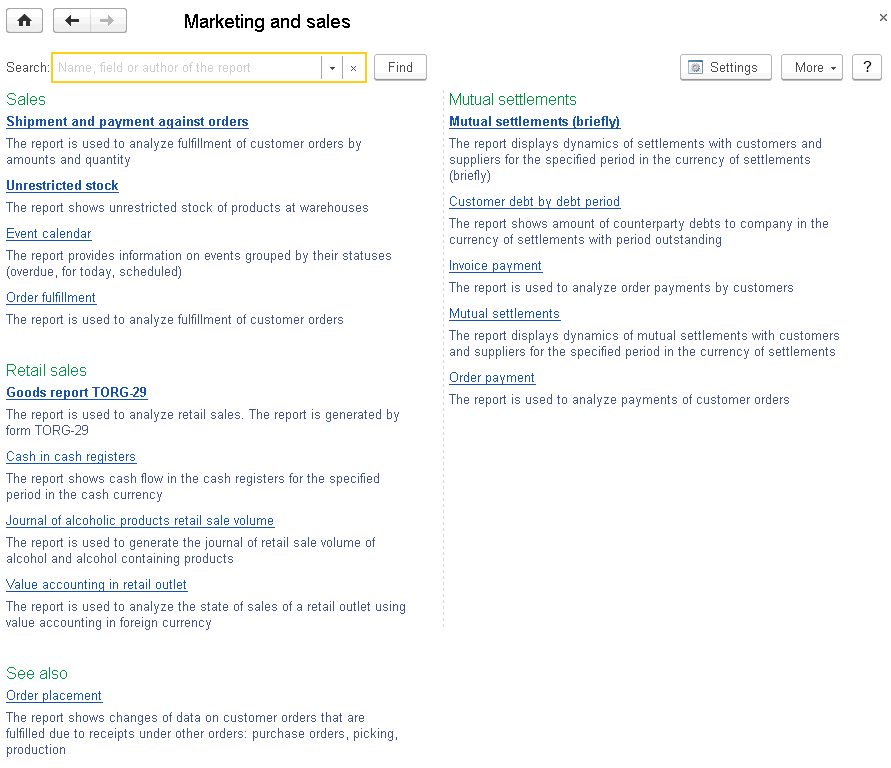 Marketing and sales
Search: Name, field or author of the report
Find
Settings
More
?
Sales
Shipment and payment against orders
The report is used to analyze fulfillment of customer orders by
amounts and quantity
Unrestricted stock
The report shows unrestricted stock of products at warehouses
Event calendar
The report provides information on events grouped by their statuses
(overdue, for today, scheduled)
Order fulfillment
The report is used to analyze fulfillment of customer orders
Retail sales
Goods report TORG-29
The report is used to analyze retail sales. The report is generated by
form TORG-29
Cash in cash registers
The report shows cash flow in the cash registers for the specified
period in the cash currency
Journal of alcoholic products retail sale volume
The report is used to generate the journal of retail sale volume of
alcohol and alcohol containing products
Value accounting in retail outlet
The report is used to analyze the state of sales of a retail outlet using
value accounting in foreign currency
See also
Order placement
The report shows changes of data on customer orders that are
fulfilled due to receipts under other orders: purchase orders, picking,
production
Mutual settlements
Mutual settlements (briefly)
The report displays dynamics of settlements with customers and
suppliers for the specified period in the currency of settlements
(briefly)
Customer debt by debt period
The report shows amount of counterparty debts to company in the
currency of settlements with period outstanding
Invoice payment
The report is used to analyze order payments by customers
Mutual settlements
The report displays dynamics of mutual settlements with customers
and suppliers for the specified period in the currency of settlements
Order payment
The report is used to analyze payments of customer orders